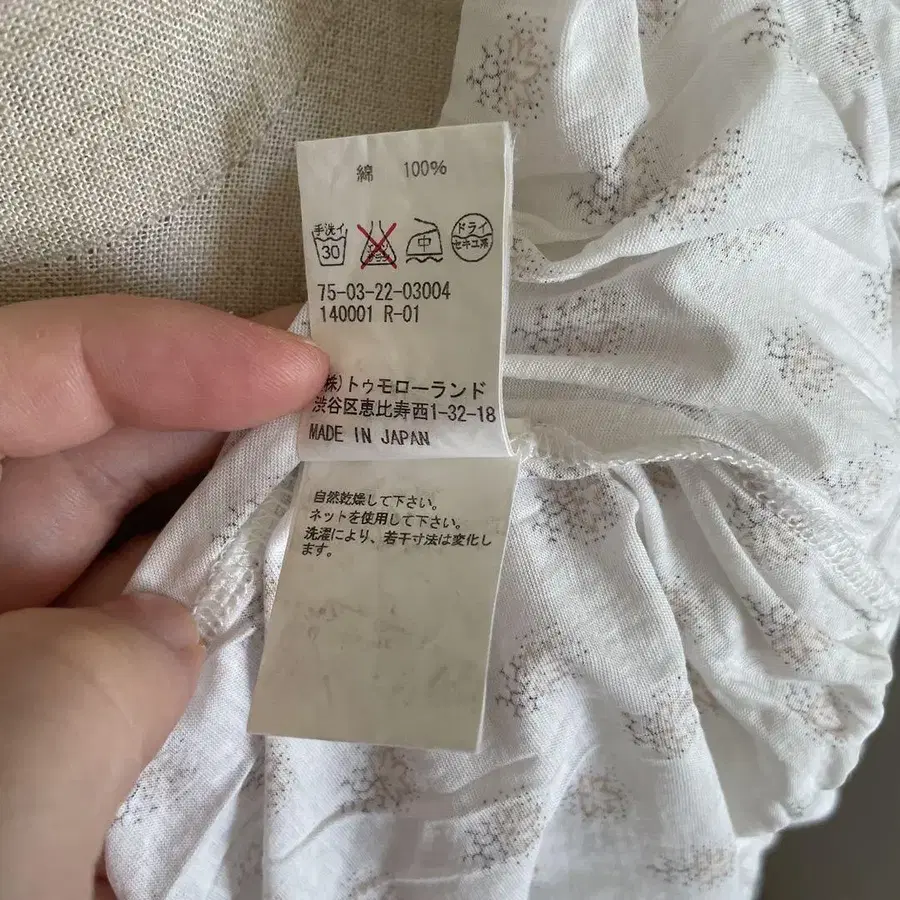 綿 100%
手洗イ
30
中
ドライ
セキユ系
75-03-22-03004
140001 R-01
株)トゥモローランド
渋谷区恵比寿西1-32-18
MADE IN JAPAN
自然乾燥して下さい。
ネットを使用して下さい。
洗濯により、若干寸法は変化し
ます。